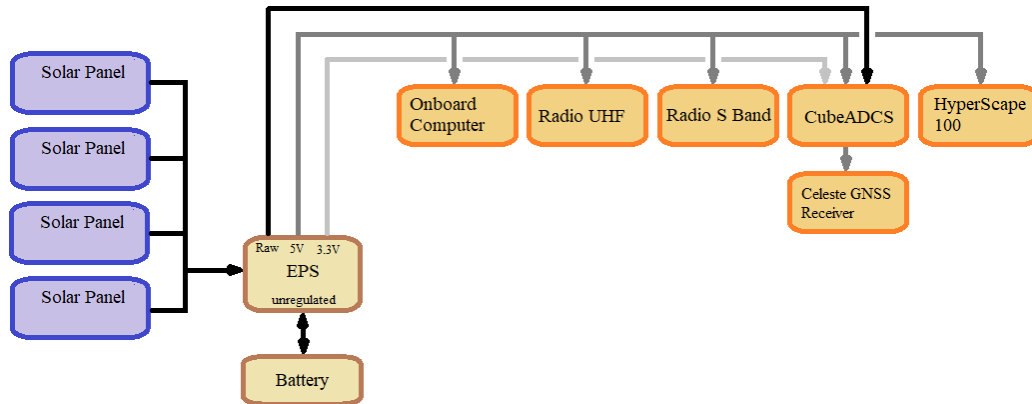 Solar Panel
Solar Panel
Solar Panel
Solar Panel
Raw 5V 3.3V
EPS
unregulated
Battery
Onboard
Computer
Radio UHF
Radio S Band
CubeADCS
HyperScape
100
Celeste GNSS
Receiver